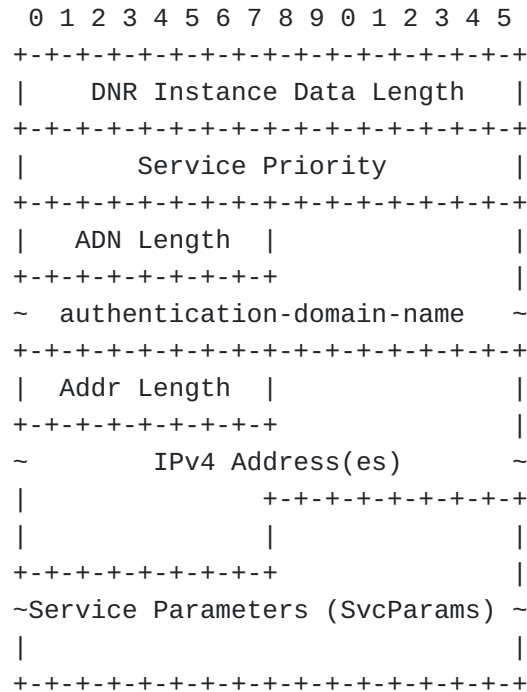 0 1 2 3 4 5 6 7 8 9 0 1 2 3 4 5
+-+-+-+-+-+-+-+-+-+-+-+-+-+-+-+-+
|    DNR Instance Data Length   |
+-+-+-+-+-+-+-+-+-+-+-+-+-+-+-+-+
|       Service Priority        |
+-+-+-+-+-+-+-+-+-+-+-+-+-+-+-+-+
|   ADN Length  |               |
+-+-+-+-+-+-+-+-+               |
~  authentication-domain-name   ~
+-+-+-+-+-+-+-+-+-+-+-+-+-+-+-+-+
|  Addr Length  |               |
+-+-+-+-+-+-+-+-+               |
~        IPv4 Address(es)       ~
|               +-+-+-+-+-+-+-+-+
|               |               |
+-+-+-+-+-+-+-+-+               |
~Service Parameters (SvcParams) ~
|                               |
+-+-+-+-+-+-+-+-+-+-+-+-+-+-+-+-+